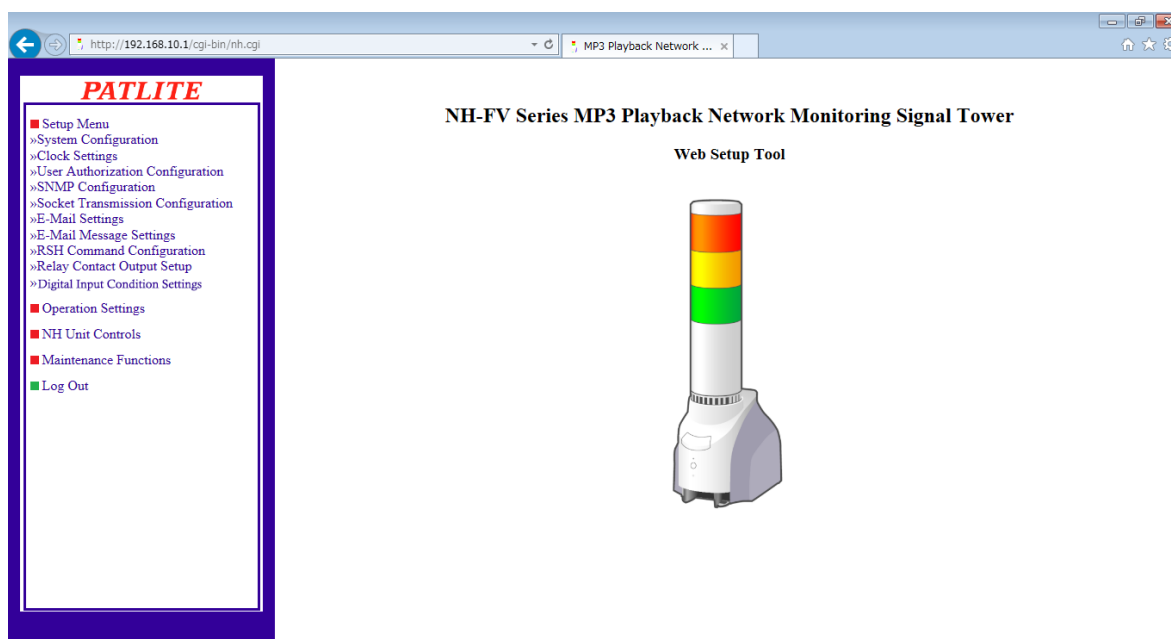 http://192.168.10.1/cgi-bin/nh.cgi
MP3 Playback Network ...
PATLITE
Setup Menu
»System Configuration
»Clock Settings
»User Authorization Configuration
»SNMP Configuration
»Socket Transmission Configuration
»E-Mail Settings
»E-Mail Message Settings
»RSH Command Configuration
»Relay Contact Output Setup
»Digital Input Condition Settings
Operation Settings
NH Unit Controls
Maintenance Functions
Log Out
NH-FV Series MP3 Playback Network Monitoring Signal Tower
Web Setup Tool